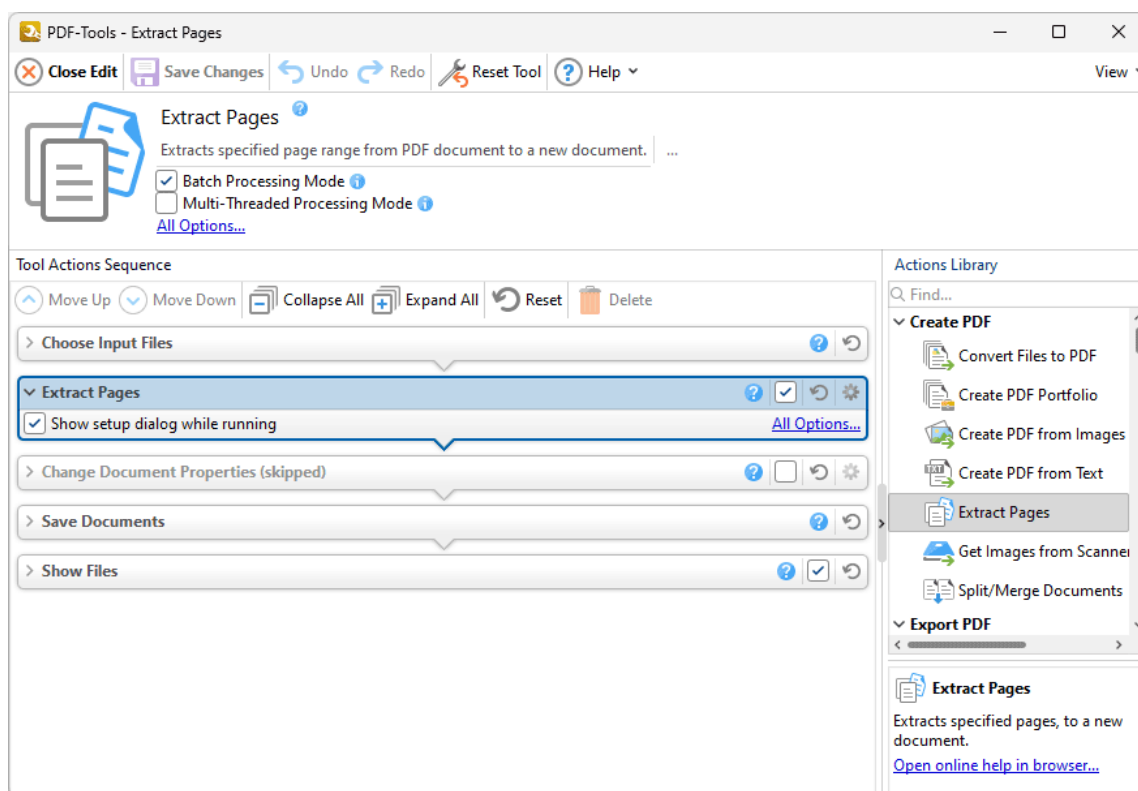 PDF-Tools - Extract Pages
Close Edit Save Changes Undo Redo Reset Tool Help View
Extract Pages
Extracts specified page range from PDF document to a new document. ...
Batch Processing Mode
Multi-Threaded Processing Mode
All Options...
Tool Actions Sequence
Move Up Move Down Collapse All Expand All Reset Delete
Choose Input Files
Extract Pages
Show setup dialog while running All Options...
Change Document Properties (skipped)
Save Documents
Show Files
Actions Library
Find...
Create PDF
Convert Files to PDF
Create PDF Portfolio
Create PDF from Images
TXT
Create PDF from Text
Extract Pages
Get Images from Scanner
Split/Merge Documents
Export PDF
Extract Pages
Extracts specified pages, to a new
document.
Open online help in browser...